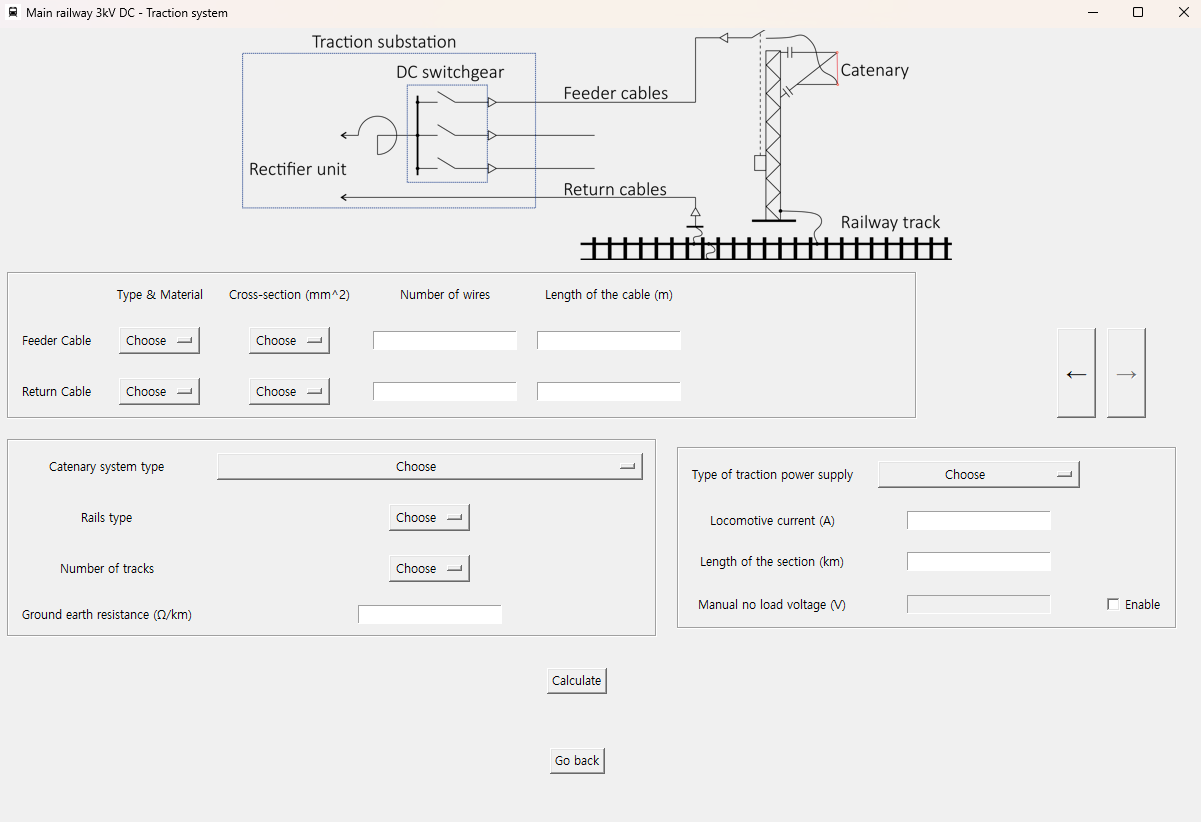 Main railway 3kV DC - Traction system
Traction substation
DC switchgear
Feeder cables
Catenary
Rectifier unit
Return cables
Railway track
Type & Material Cross-section (mm^2) Number of wires Length of the cable (m)
Feeder Cable Choose Choose
Return Cable Choose Choose
← →
Catenary system type Choose
Rails type Choose
Number of tracks Choose
Ground earth resistance (Ω/km)
Type of traction power supply Choose
Locomotive current (A)
Length of the section (km)
Manual no load voltage (V) Enable
Calculate
Go back